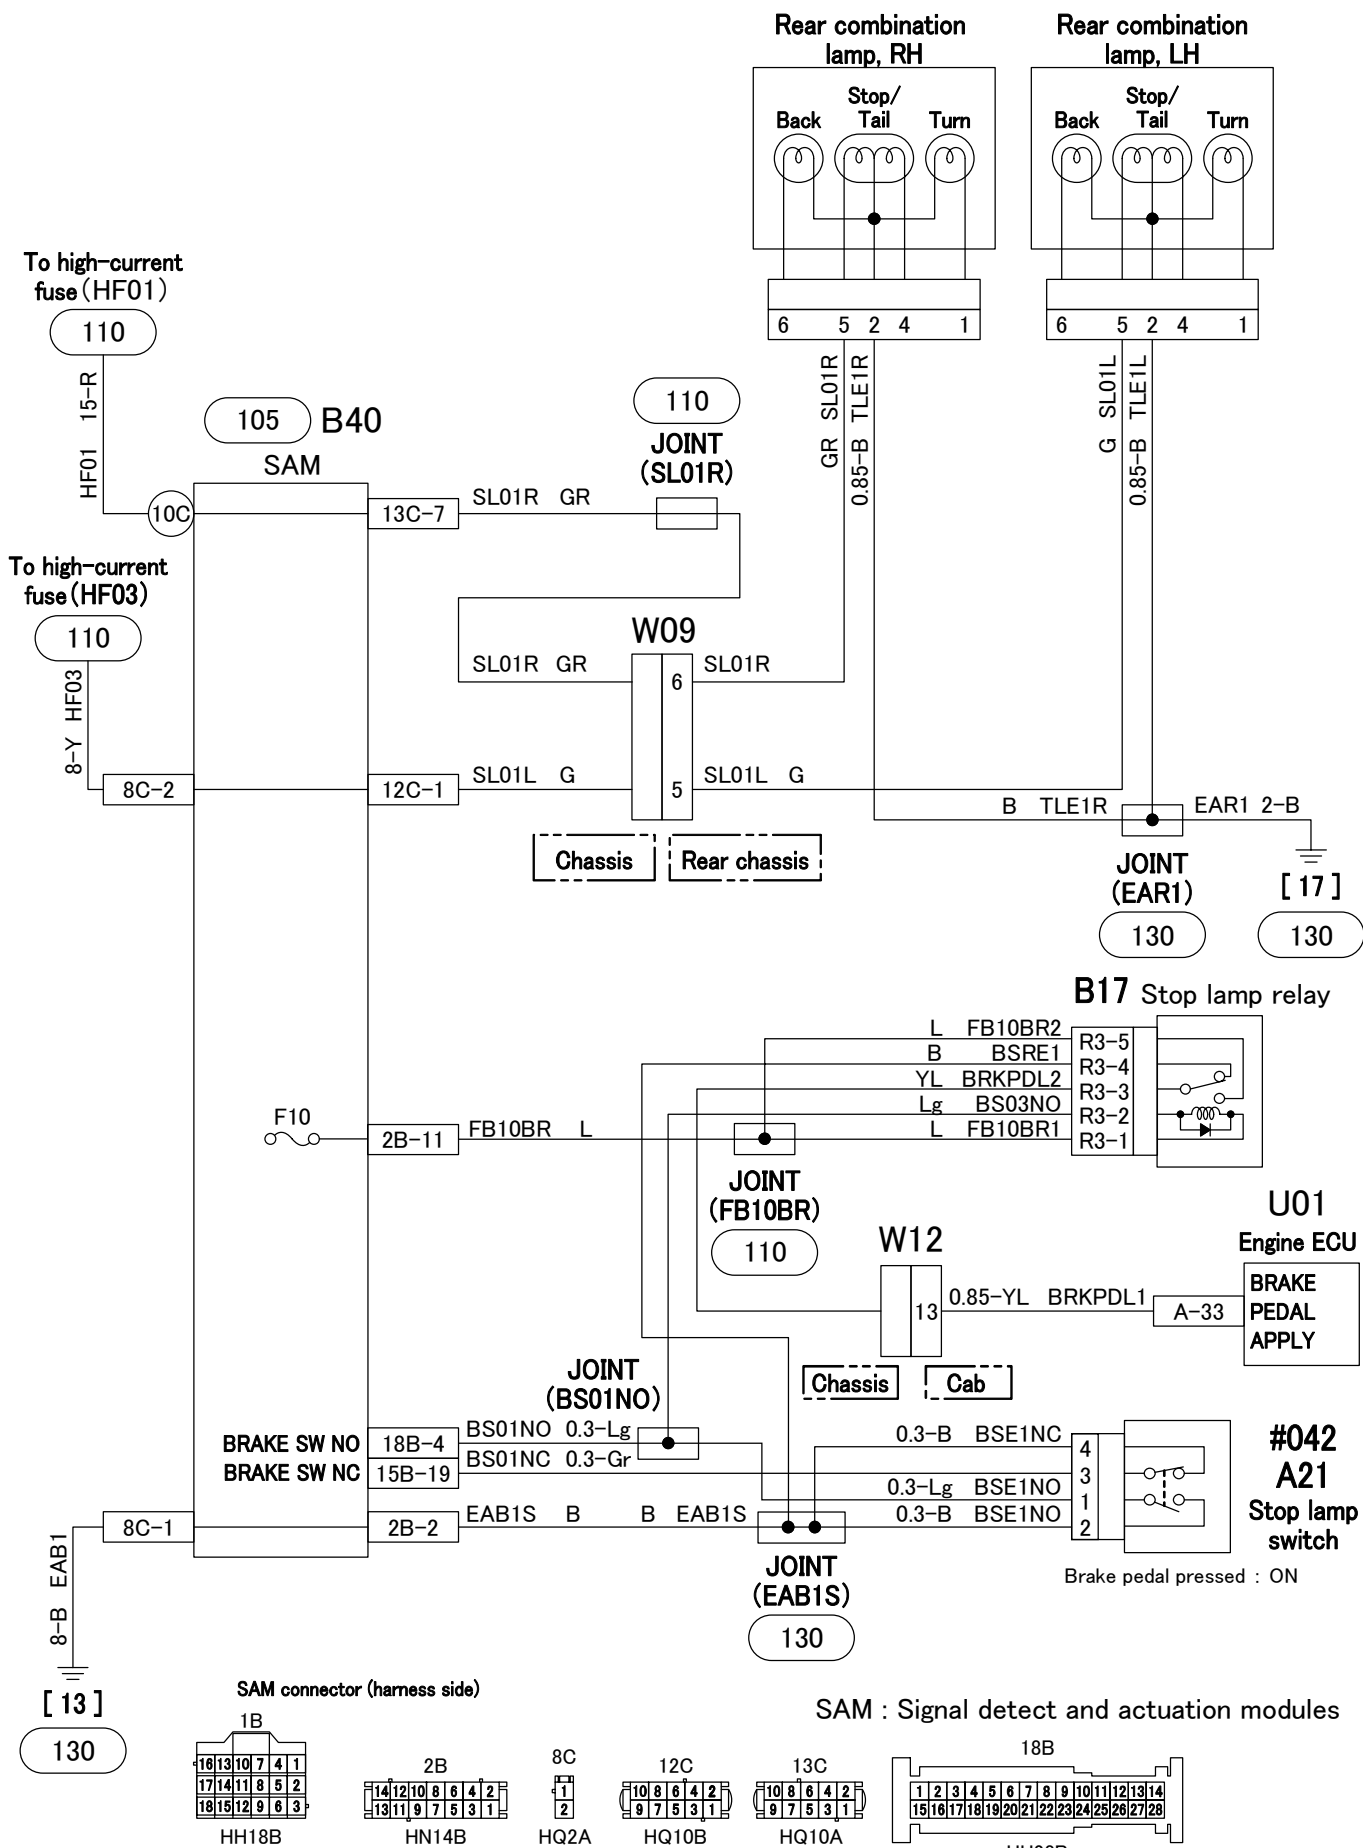 Rear combination
lamp, RH
Rear combination
lamp, LH
Back
Stop/
Tail
Turn
Back
Stop/
Tail
Turn
6 5 2 4 1
6 5 2 4 1
To high-current
fuse(HF01)
110
HF01 15-R
105
B40
SAM
110
JOINT
(SL01R)
GR SL01R
0.85-B TLE1R
G SL01L
0.85-B TLE1L
10C
13C-7
SL01R GR
To high-current
fuse(HF03)
110
8-Y HF03
W09
SL01R GR
6
SL01R
8C-2
12C-1
SL01L G
5
SL01L G
B TLE1R
EAR1 2-B
Chassis
Rear chassis
JOINT
(EAR1)
130
[ 17 ]
130
B17 Stop lamp relay
L FB10BR2
R3-5
B BSRE1
R3-4
YL BRKPDL2
R3-3
Lg BS03NO
R3-2
L FB10BR1
R3-1
F10
2B-11
FB10BR L
JOINT
(FB10BR)
110
W12
13
0.85-YL BRKPDL1
A-33
U01
Engine ECU
BRAKE
PEDAL
APPLY
Chassis
Cab
JOINT
(BS01NO)
BRAKE SW NO
18B-4
BS01NO 0.3-Lg
BRAKE SW NC
15B-19
BS01NC 0.3-Gr
0.3-B BSE1NC
4
3
0.3-Lg BSE1NO
1
0.3-B BSE1NO
2
#042
A21
Stop lamp
switch
Brake pedal pressed : ON
8C-1
2B-2
EAB1S B
B EAB1S
JOINT
(EAB1S)
130
8-B EAB1
[ 13 ]
130
SAM connector (harness side)
SAM : Signal detect and actuation modules
1B
16 13 10 7 4 1
17 14 11 8 5 2
18 15 12 9 6 3
HH18B
2B
14 12 10 8 6 4 2
13 11 9 7 5 3 1
HN14B
8C
1
2
HQ2A
12C
10 8 6 4 2
9 7 5 3 1
HQ10B
13C
10 8 6 4 2
9 7 5 3 1
HQ10A
18B
1 2 3 4 5 6 7 8 9 10 11 12 13 14
15 16 17 18 19 20 21 22 23 24 25 26 27 28